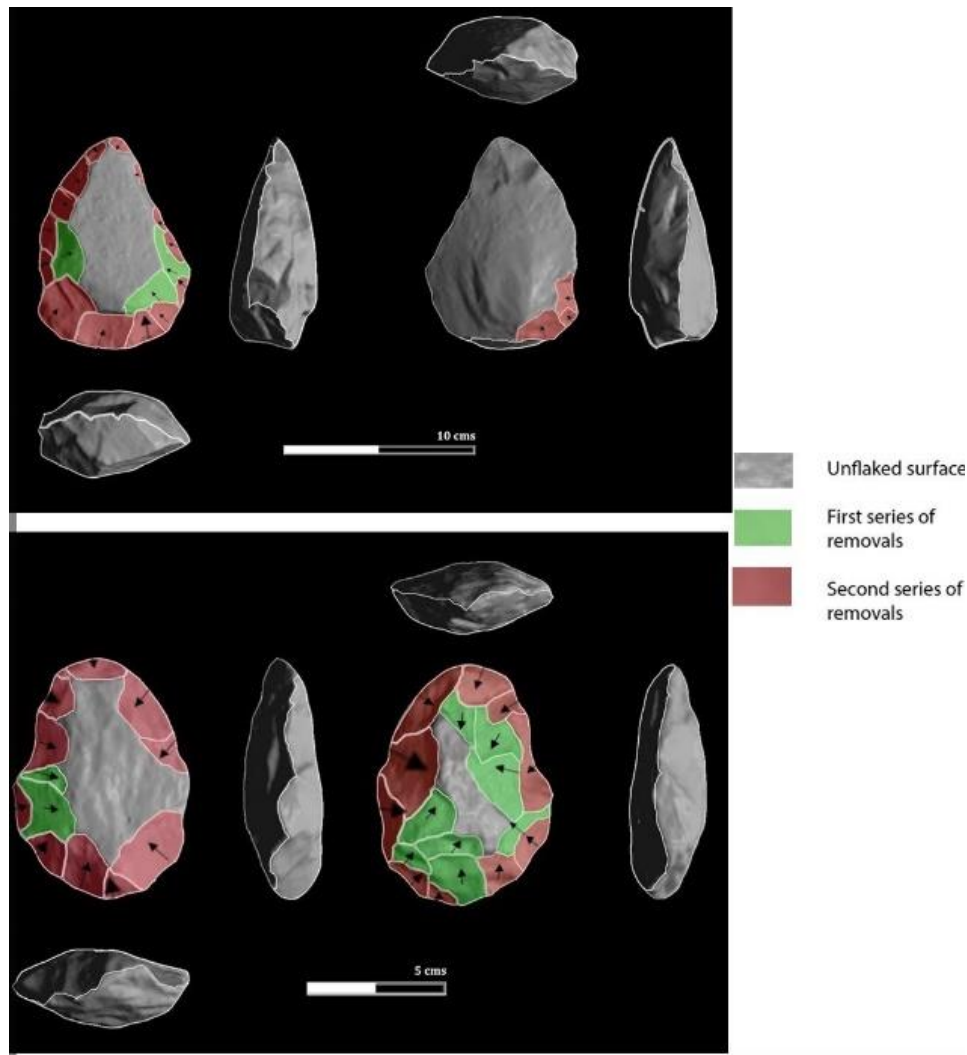 10 cms
Unflaked surface
First series of
removals
Second series of
removals
5 cms